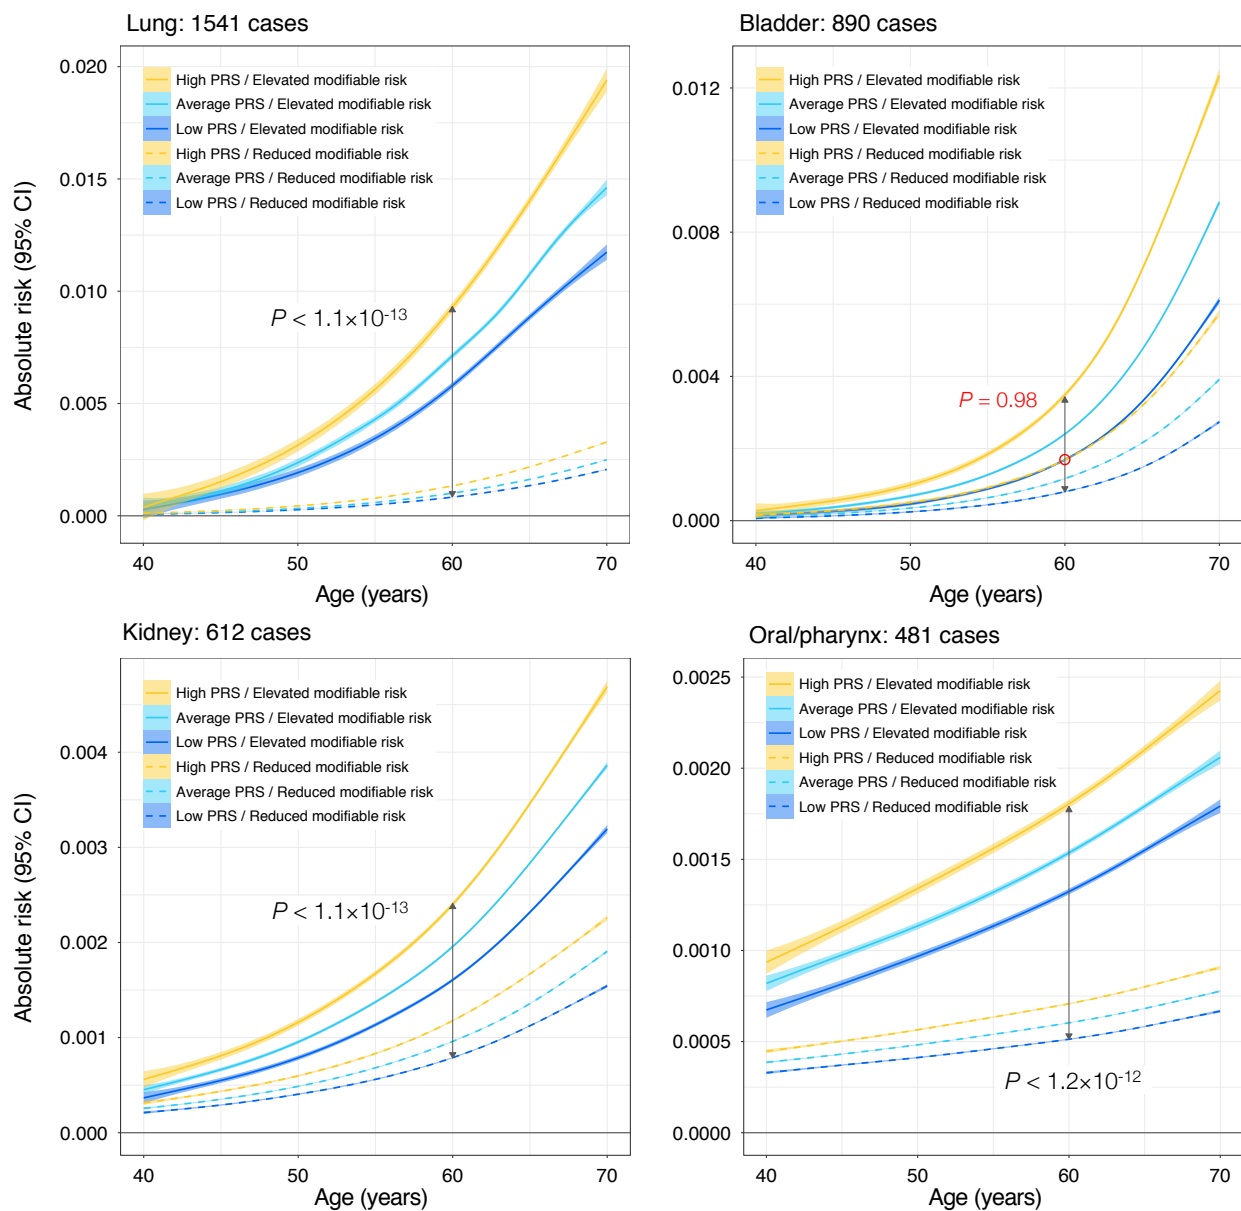 Lung: 1541 cases
0.020
0.015
0.010
0.005
0.000
High PRS / Elevated modifiable risk
Average PRS / Elevated modifiable risk
Low PRS / Elevated modifiable risk
High PRS / Reduced modifiable risk
Average PRS / Reduced modifiable risk
Low PRS / Reduced modifiable risk
P < 1.1×10-13
Absolute risk (95% CI)
40 50 60 70
Age (years)
Bladder: 890 cases
0.012
0.008
0.004
0.000
High PRS / Elevated modifiable risk
Average PRS / Elevated modifiable risk
Low PRS / Elevated modifiable risk
High PRS / Reduced modifiable risk
Average PRS / Reduced modifiable risk
Low PRS / Reduced modifiable risk
P = 0.98
40 50 60 70
Age (years)
Kidney: 612 cases
0.004
0.003
0.002
0.001
0.000
High PRS / Elevated modifiable risk
Average PRS / Elevated modifiable risk
Low PRS / Elevated modifiable risk
High PRS / Reduced modifiable risk
Average PRS / Reduced modifiable risk
Low PRS / Reduced modifiable risk
P < 1.1×10-13
Absolute risk (95% CI)
40 50 60 70
Age (years)
Oral/pharynx: 481 cases
0.0025
0.0020
0.0015
0.0010
0.0005
0.0000
High PRS / Elevated modifiable risk
Average PRS / Elevated modifiable risk
Low PRS / Elevated modifiable risk
High PRS / Reduced modifiable risk
Average PRS / Reduced modifiable risk
Low PRS / Reduced modifiable risk
P < 1.2×10-12
40 50 60 70
Age (years)